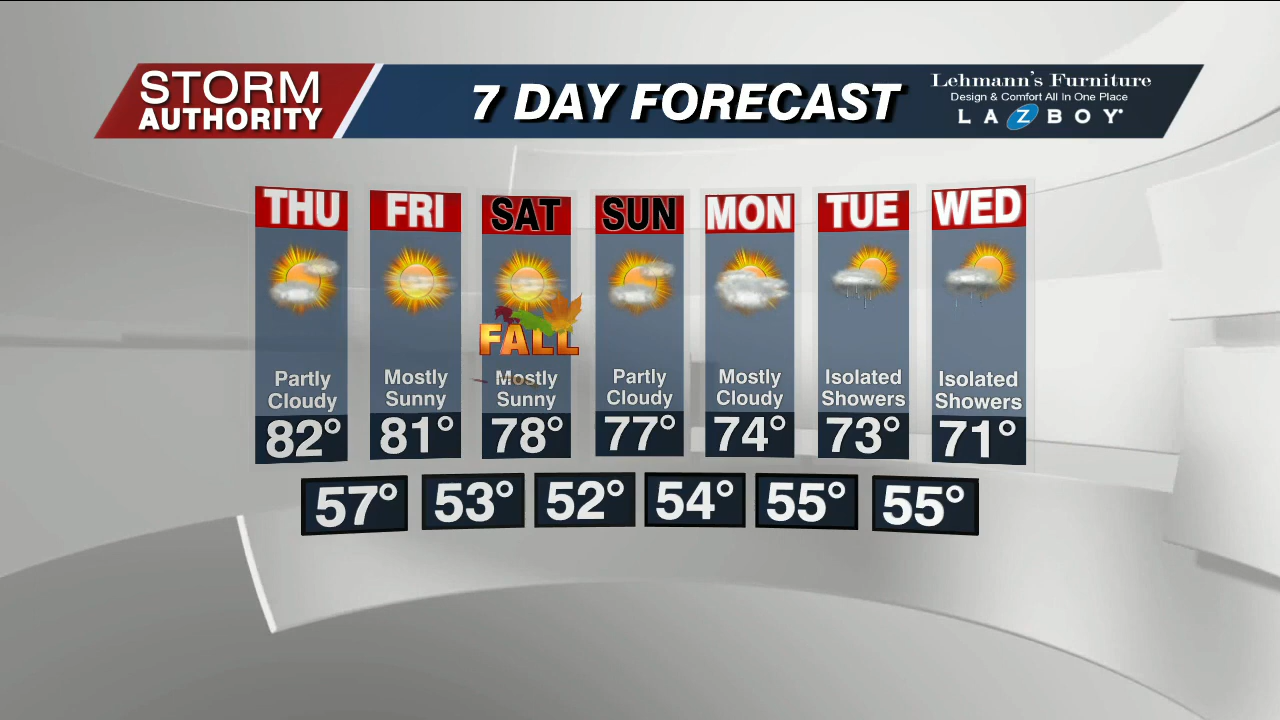 STORM
AUTHORITY
7 DAY FORECAST
Lehmann's Furniture
Design & Comfort All In One Place
LAZBOY®
THU
Partly
Cloudy
82°
FRI
Mostly
Sunny
81°
SAT
FALL
Mostly
Sunny
78°
SUN
Partly
Cloudy
77°
MON
Mostly
Cloudy
74°
TUE
Isolated
Showers
73°
WED
Isolated
Showers
71°
57° 53° 52° 54° 55° 55°